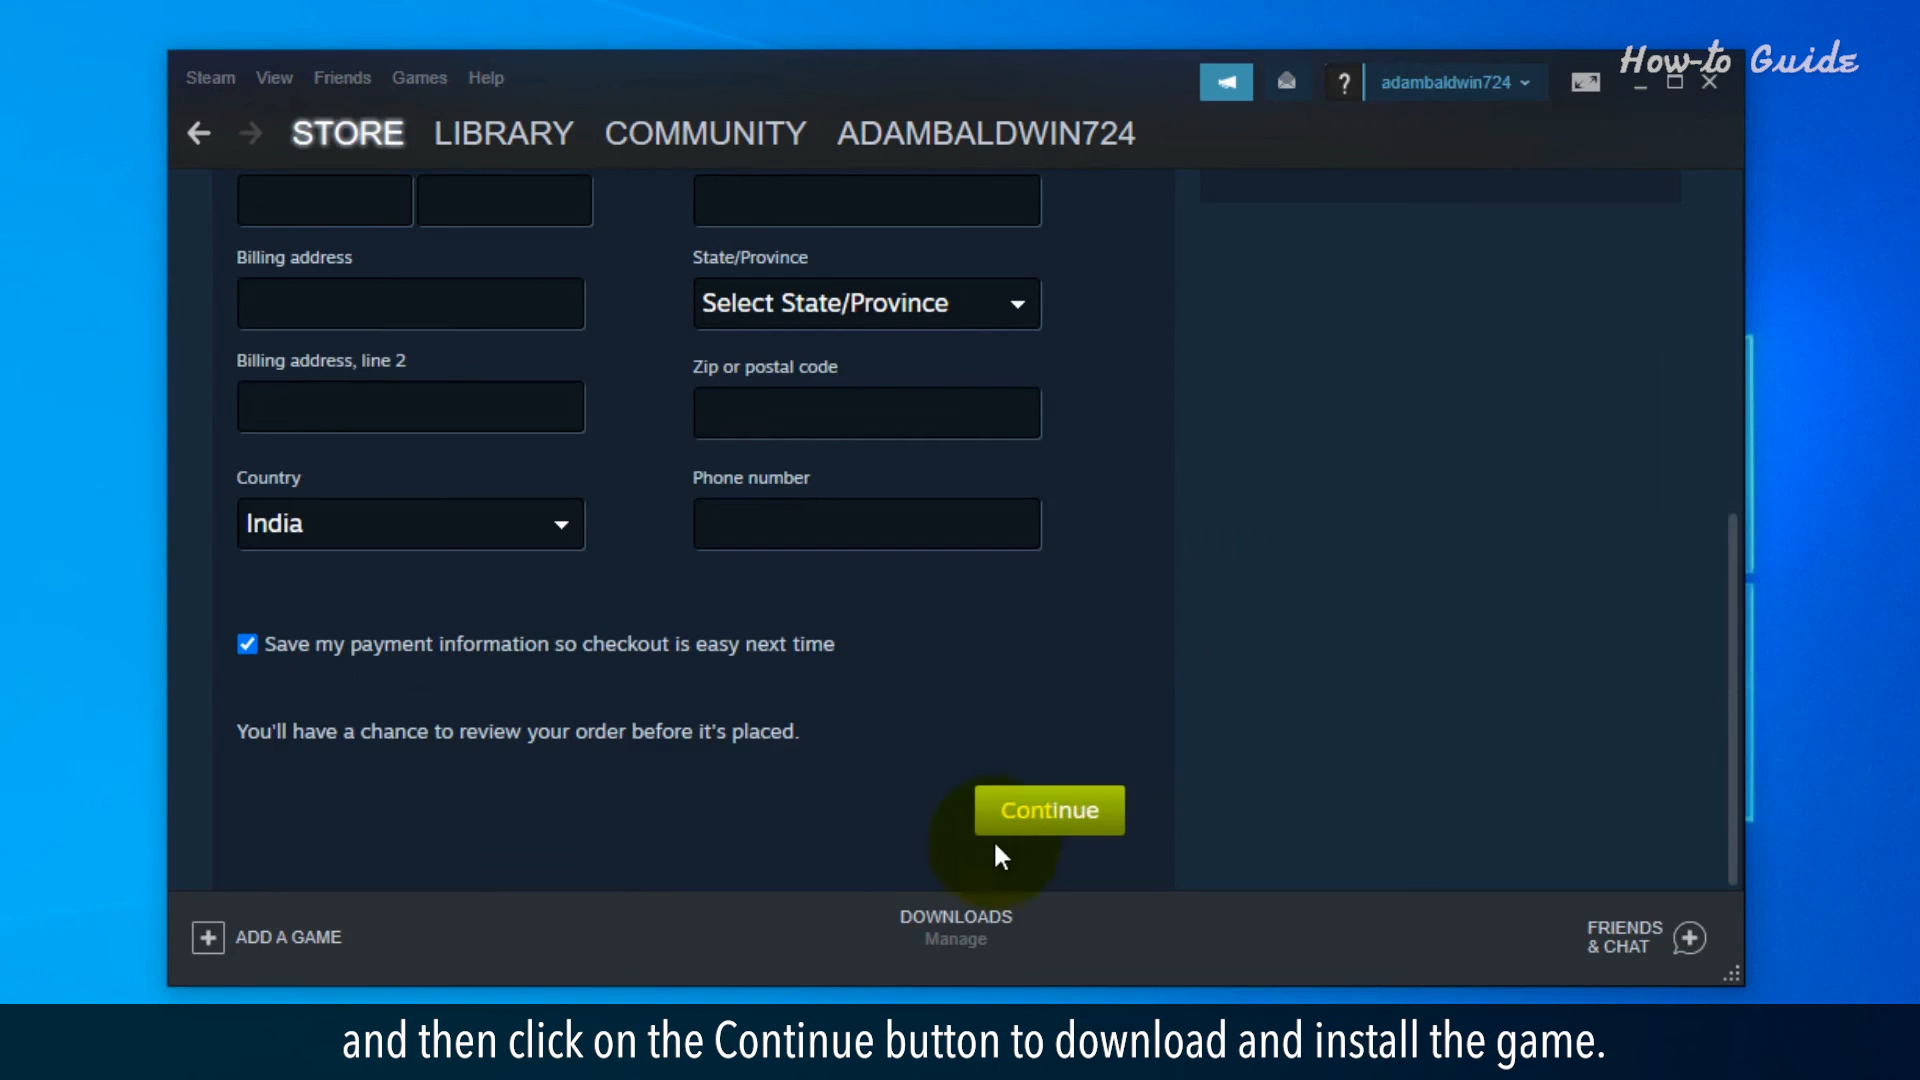 How-to Guide
Steam View Friends Games Help
? adambaldwin724
STORE LIBRARY COMMUNITY ADAMBALDWIN724
Billing address
State/Province
Select State/Province
Billing address, line 2
Zip or postal code
Country
Phone number
India
Save my payment information so checkout is easy next time
You'll have a chance to review your order before it's placed.
Continue
ADD A GAME
DOWNLOADS
Manage
FRIENDS
& CHAT
and then click on the Continue button to download and install the game.